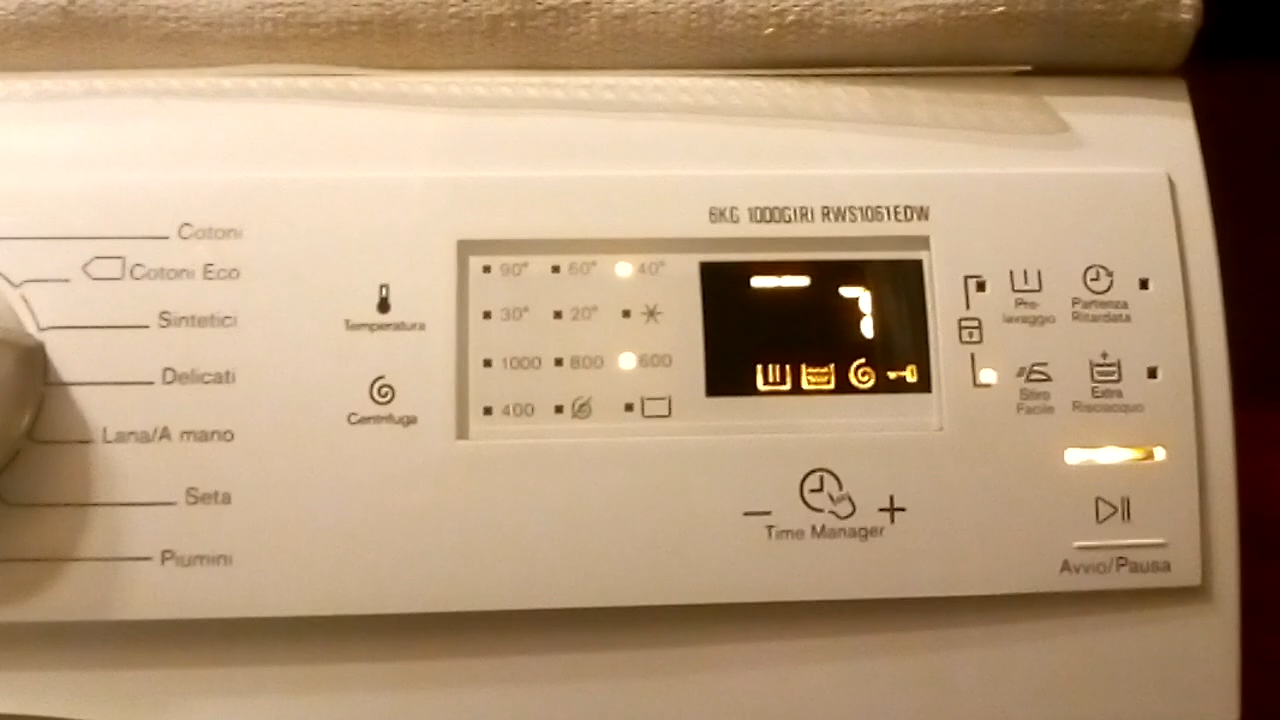 6KG 1000GIRI RWS1061EDW
Cotoni
Cotoni Eco
Sintetici
Delicati
Lana/A mano
Seta
Piumini
Temperatura
Centrifuga
90° 60° 40°
30° 20°
1000 800 600
400
7
Pre-
lavaggio
Partenza
Ritardata
Stiro
Facile
Extra
Risciacquo
− +
Time Manager
Avvio/Pausa